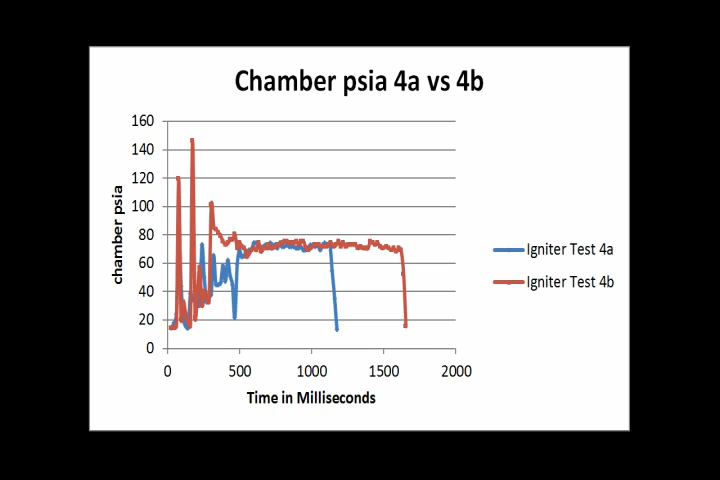 Chamber psia 4a vs 4b
160
140
120
100
80
60
40
20
0
chamber psia
0 500 1000 1500 2000
Time in Milliseconds
Igniter Test 4a
Igniter Test 4b